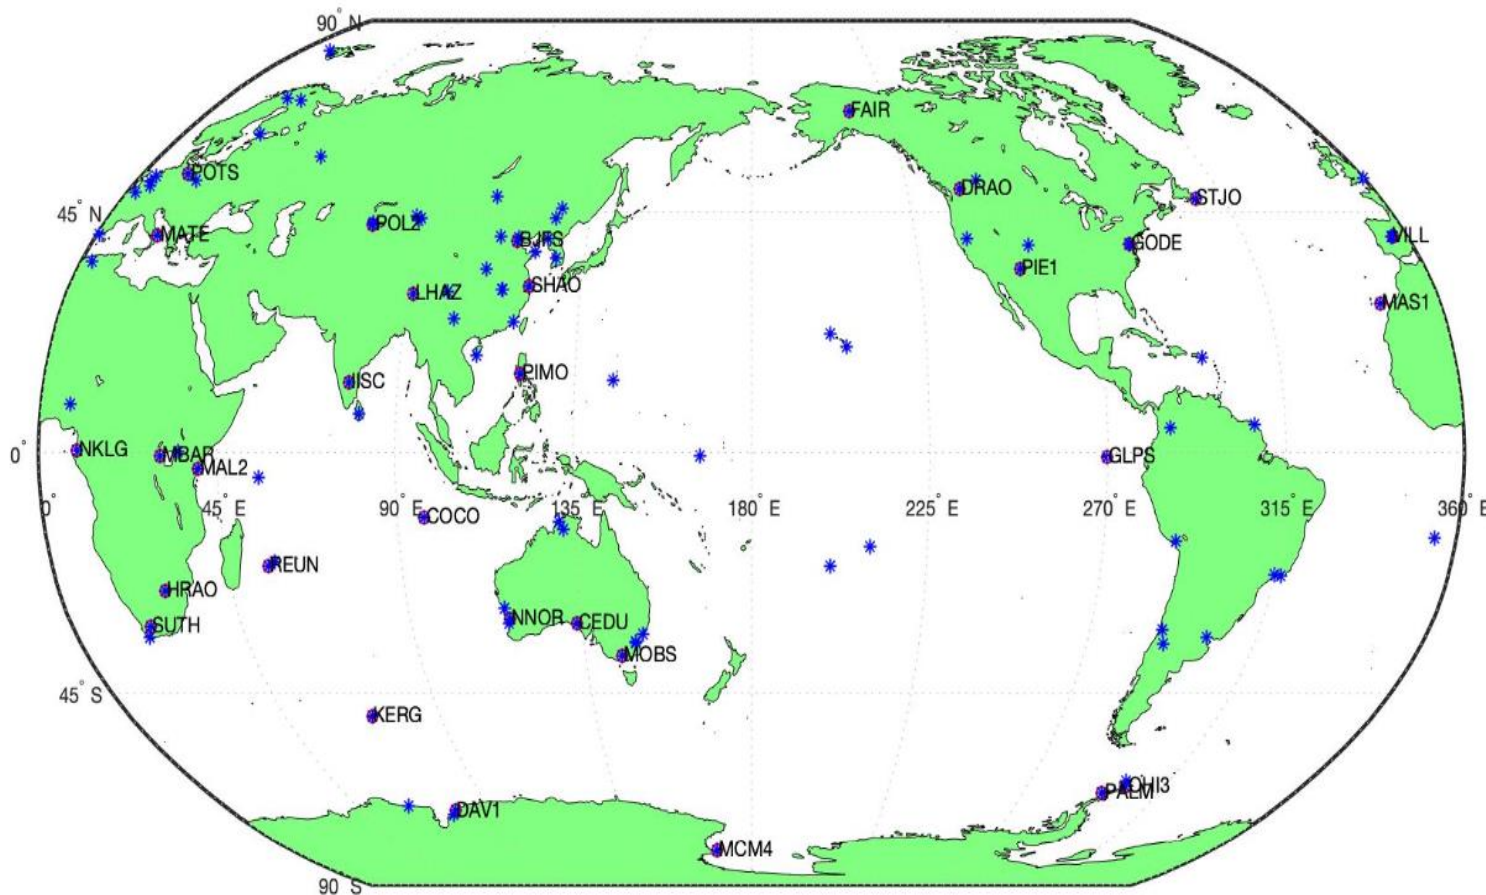 90° N
FAIR
POTS
DRAO
STJO
45° N
POL2
MATE
BJFS
GODE
VILL
PIE1
LHAZ
SHAO
MAS1
IISC
PIMO
NKLG
MBAR
0°
GLPS
MAL2
0° E
45° E
90° E
135° E
180° E
225° E
270° E
315° E
360° E
COCO
REUN
HRAO
SUTH
NNOR
CEDU
MOBS
45° S
KERG
OHI3
PALM
DAV1
MCM4
90° S